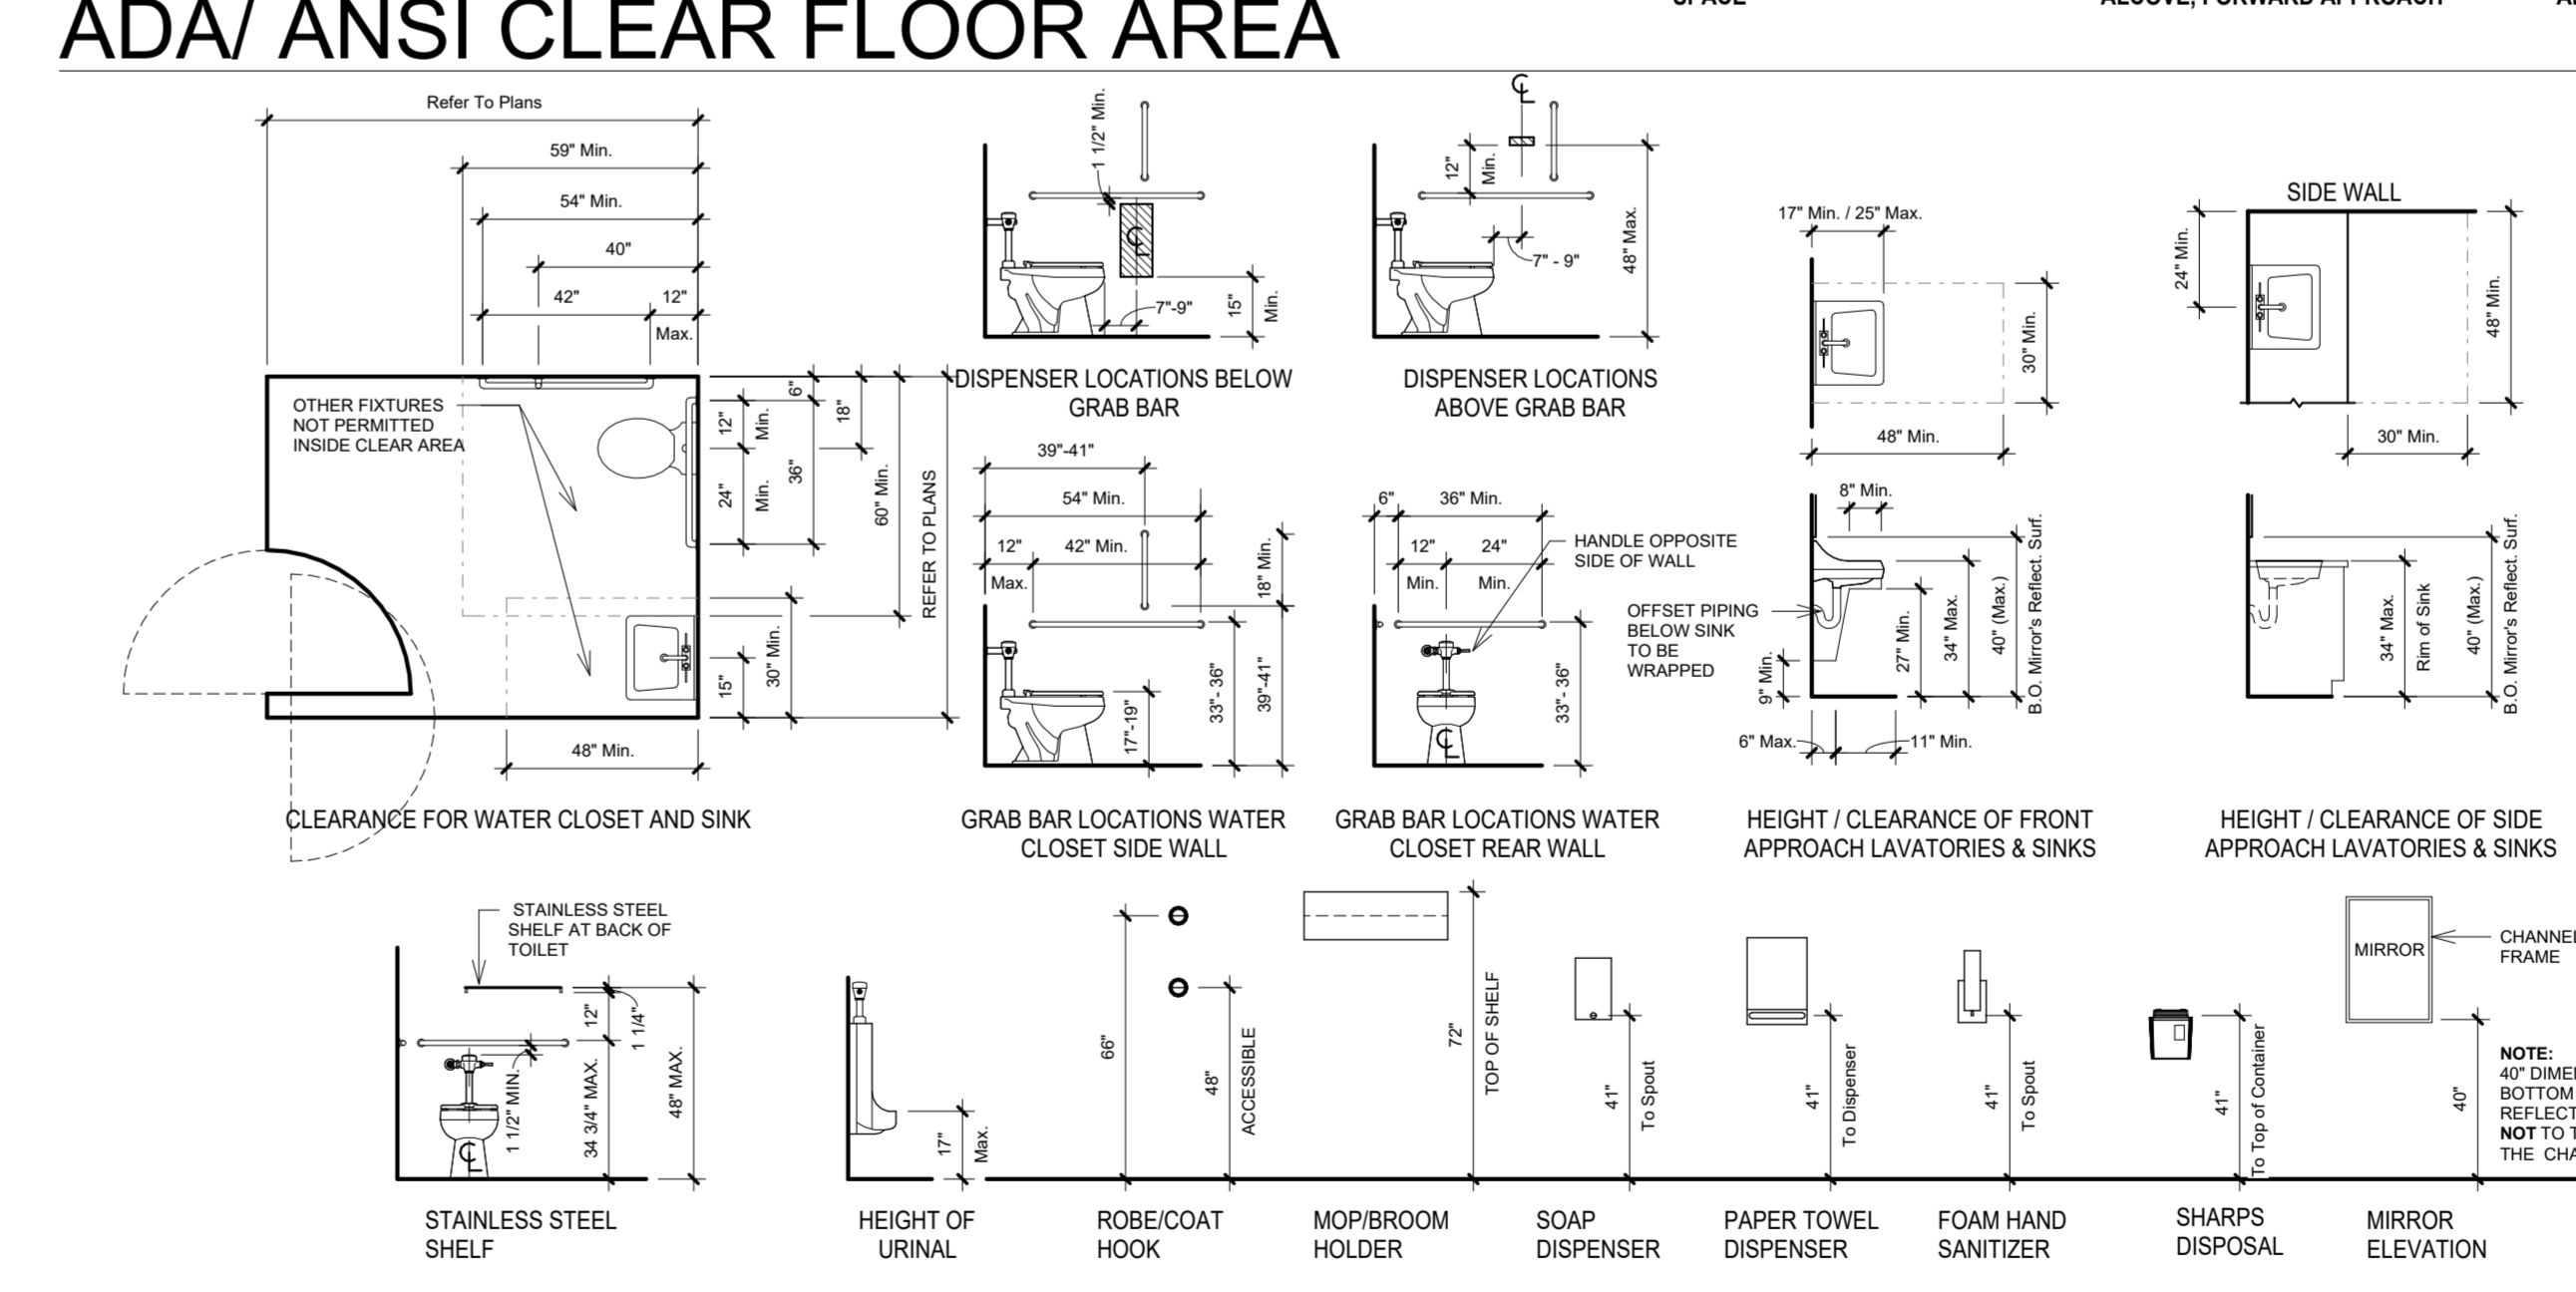 ADA/ ANSI CLEAR FLOOR AREA
Refer To Plans
59" Min.
54" Min.
40"
42"
12"
Max.
OTHER FIXTURES
NOT PERMITTED
INSIDE CLEAR AREA
6"
12"
Min.
18"
24"
Min.
36"
60" Min.
REFER TO PLANS
15"
30" Min.
48" Min.
CLEARANCE FOR WATER CLOSET AND SINK
1 1/2" Min.
℄
7"-9"
15"
Min.
DISPENSER LOCATIONS BELOW
GRAB BAR
℄
12"
Min.
7" - 9"
48" Max.
DISPENSER LOCATIONS
ABOVE GRAB BAR
17" Min. / 25" Max.
30" Min.
48" Min.
SIDE WALL
24" Min.
48" Min.
30" Min.
39"-41"
54" Min.
12"
Max.
42" Min.
18" Min.
17"-19"
33"- 36"
39"-41"
GRAB BAR LOCATIONS WATER
CLOSET SIDE WALL
6"
36" Min.
12"
Min.
24"
Min.
HANDLE OPPOSITE
SIDE OF WALL
℄
33"- 36"
GRAB BAR LOCATIONS WATER
CLOSET REAR WALL
8" Min.
OFFSET PIPING
BELOW SINK
TO BE
WRAPPED
9" Min.
27" Min.
34" Max.
40" (Max.)
B.O. Mirror's Reflect. Surf.
6" Max.
11" Min.
HEIGHT / CLEARANCE OF FRONT
APPROACH LAVATORIES & SINKS
34" Max.
Rim of Sink
40" (Max.)
B.O. Mirror's Reflect. Surf.
HEIGHT / CLEARANCE OF SIDE
APPROACH LAVATORIES & SINKS
STAINLESS STEEL
SHELF AT BACK OF
TOILET
12"
1 1/4"
1 1/2" MIN.
34 3/4" MAX.
48" MAX.
℄
STAINLESS STEEL
SHELF
17"
Max.
HEIGHT OF
URINAL
66"
48"
ACCESSIBLE
ROBE/COAT
HOOK
72"
TOP OF SHELF
MOP/BROOM
HOLDER
41"
To Spout
SOAP
DISPENSER
41"
To Dispenser
PAPER TOWEL
DISPENSER
41"
To Spout
FOAM HAND
SANITIZER
41"
To Top of Container
SHARPS
DISPOSAL
MIRROR
CHANNEL
FRAME
40"
NOTE:
40"
BOTTOM
NOT TO
THE
MIRROR
ELEVATION